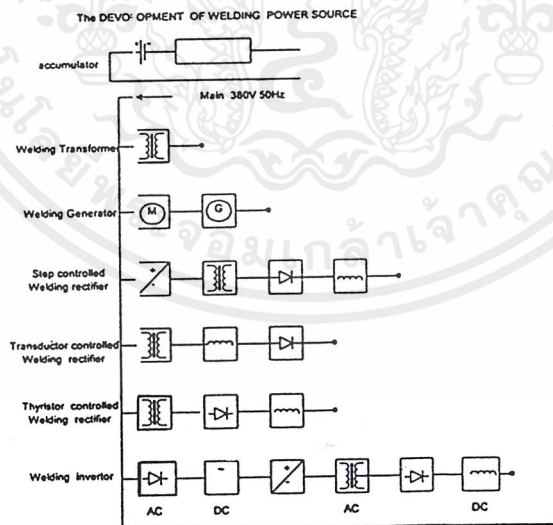 The DEVO: OPMENT OF WELDING POWER SOURCE
accumulator
Main 380V 50Hz
Welding Transformer
M
G
Welding Generator
Step controlled
Welding rectifier
Transductor controlled
Welding rectifier
Thyristor controlled
Welding rectifier
Welding invertor
AC
DC
AC
DC